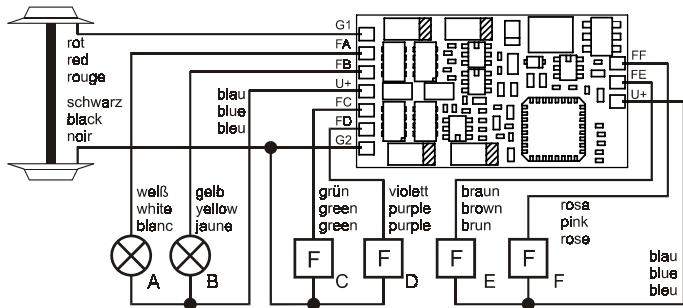 G1
FA
FB
U+
FC
FD
G2
FF
FE
U+
rot
red
rouge
schwarz
black
noir
blau
blue
bleu
weiß
white
blanc
gelb
yellow
jaune
grün
green
green
violett
purple
purple
braun
brown
brun
rosa
pink
rose
blau
blue
bleu
A
B
F
C
F
D
F
E
F
F